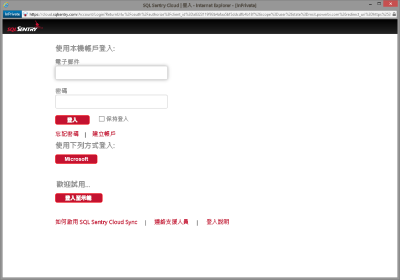 SQL Sentry Cloud | 登入 - Internet Explorer - [InPrivate]
InPrivate
SQL SENTRY
使用本機帳戶登入:
電子郵件
密碼
登入 保持登入
忘記密碼 | 建立帳戶
使用下列方式登入:
Microsoft
歡迎試用...
登入至示範
如何啟用 SQL Sentry Cloud Sync | 連絡支援人員 | 登入說明